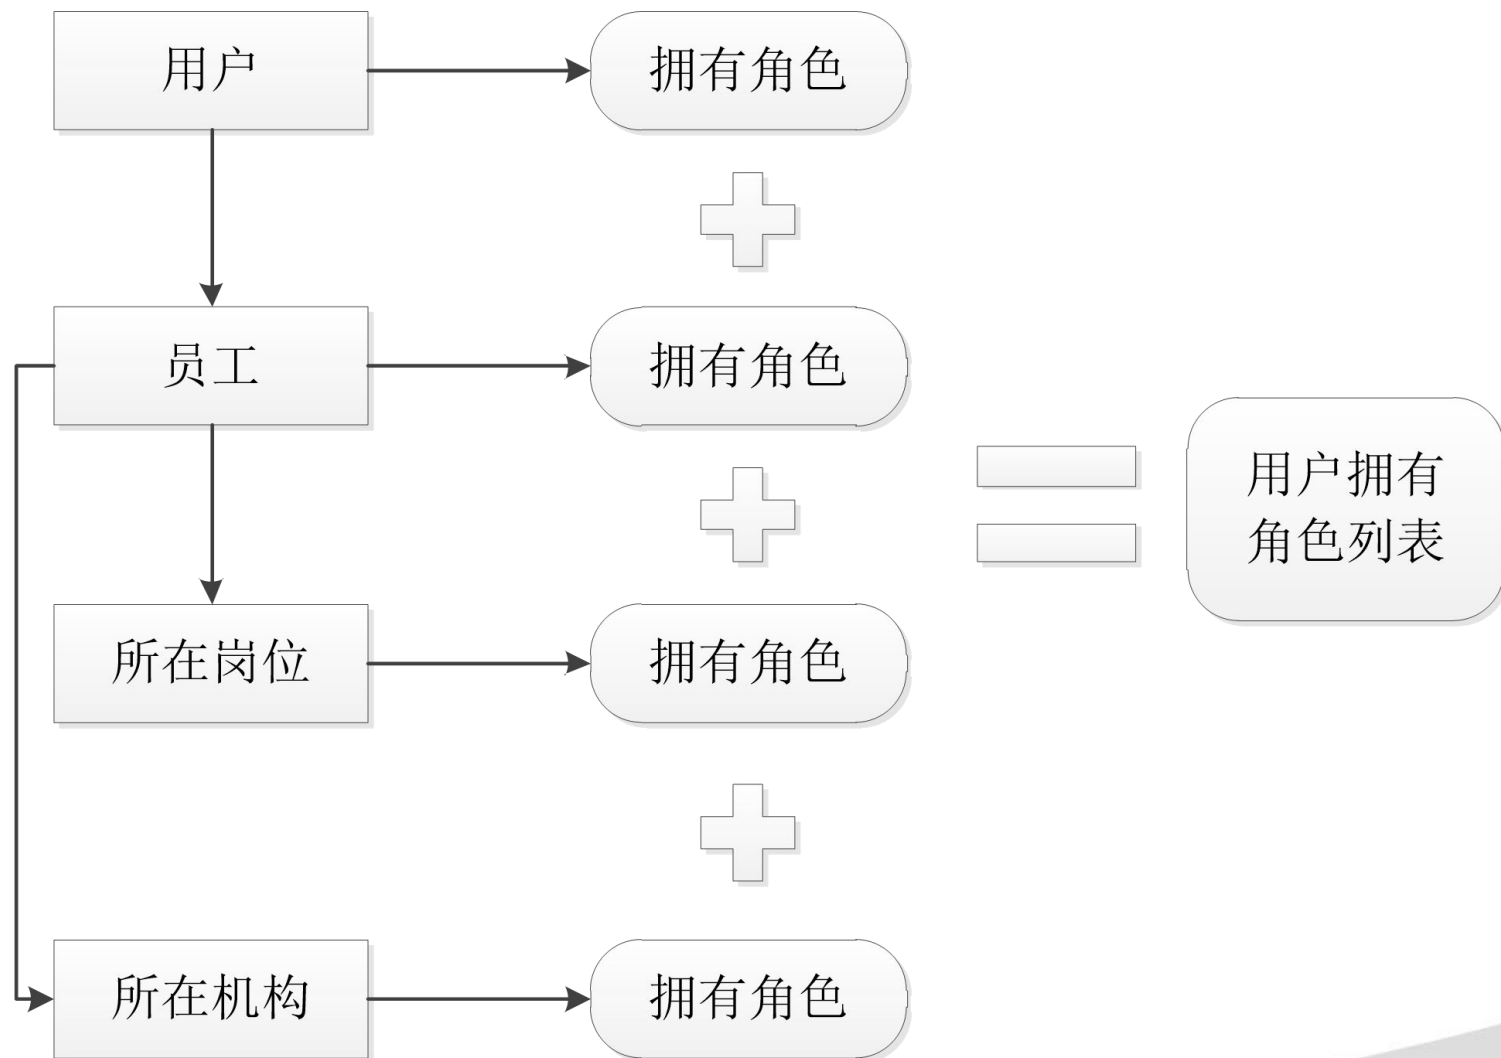 用户
拥有角色
员工
拥有角色
用户拥有
角色列表
所在岗位
拥有角色
所在机构
拥有角色